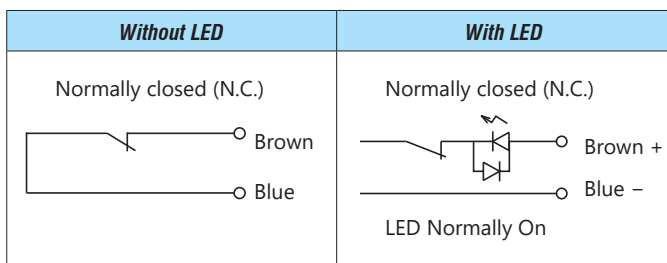 Without LED
With LED
Normally closed (N.C.)
Normally closed (N.C.)
Brown
Blue
Brown +
Blue −
LED Normally On